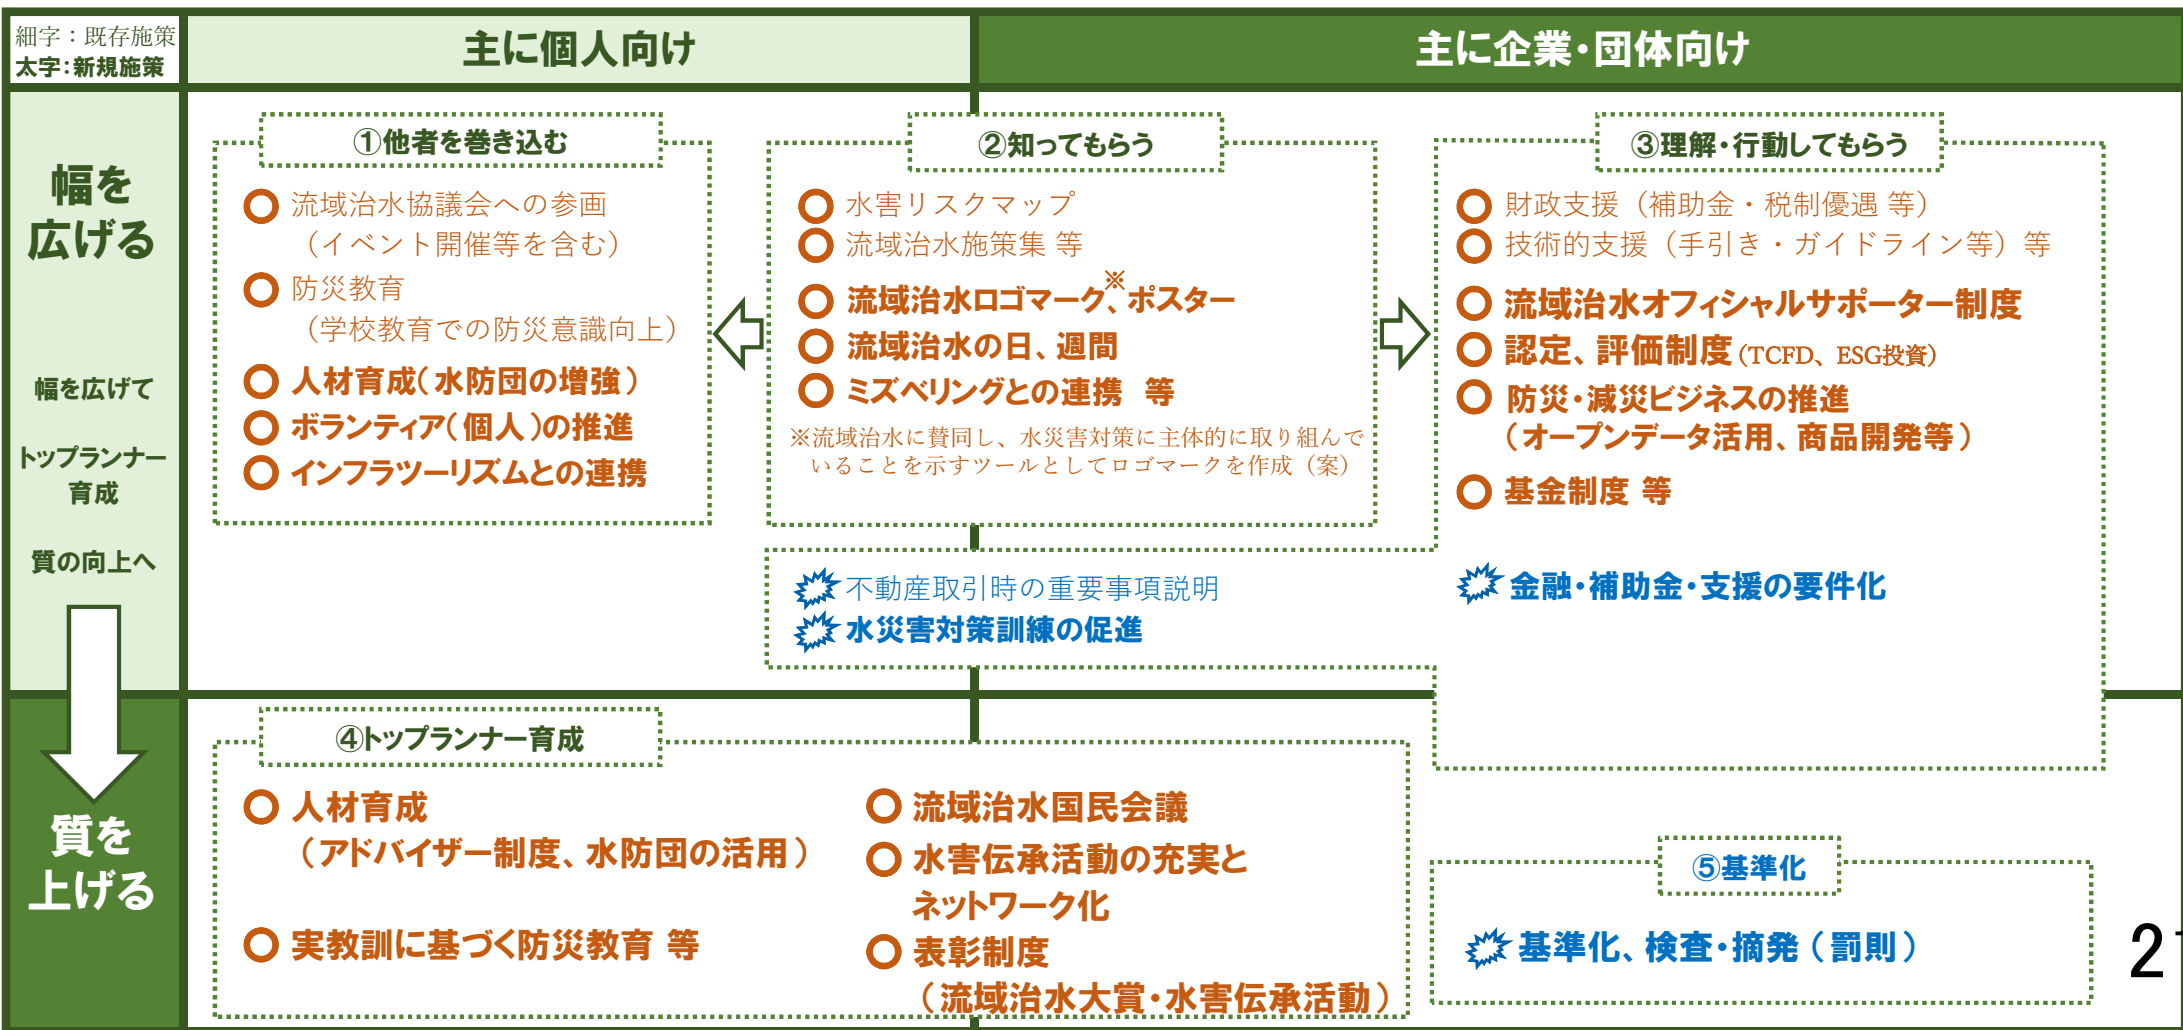 細字：既存施策
太字：新規施策
主に個人向け
主に企業・団体向け
幅を
広げる
幅を広げて
トップランナー
育成
質の向上へ
質を
上げる
①他者を巻き込む
流域治水協議会への参画
（イベント開催等を含む）
防災教育
（学校教育での防災意識向上）
人材育成（水防団の増強）
ボランティア（個人）の推進
インフラツーリズムとの連携
②知ってもらう
水害リスクマップ
流域治水施策集 等
流域治水ロゴマーク※、ポスター
流域治水の日、週間
ミズベリングとの連携 等
※流域治水に賛同し、水災害対策に主体的に取り組んで
いることを示すツールとしてロゴマークを作成（案）
③理解・行動してもらう
財政支援（補助金・税制優遇 等）
技術的支援（手引き・ガイドライン等）等
流域治水オフィシャルサポーター制度
認定、評価制度（TCFD、ESG投資）
防災・減災ビジネスの推進
（オープンデータ活用、商品開発等）
基金制度 等
不動産取引時の重要事項説明
水災害対策訓練の促進
金融・補助金・支援の要件化
④トップランナー育成
人材育成
（アドバイザー制度、水防団の活用）
実教訓に基づく防災教育 等
流域治水国民会議
水害伝承活動の充実と
ネットワーク化
表彰制度
（流域治水大賞・水害伝承活動）
⑤基準化
基準化、検査・摘発（罰則）
2